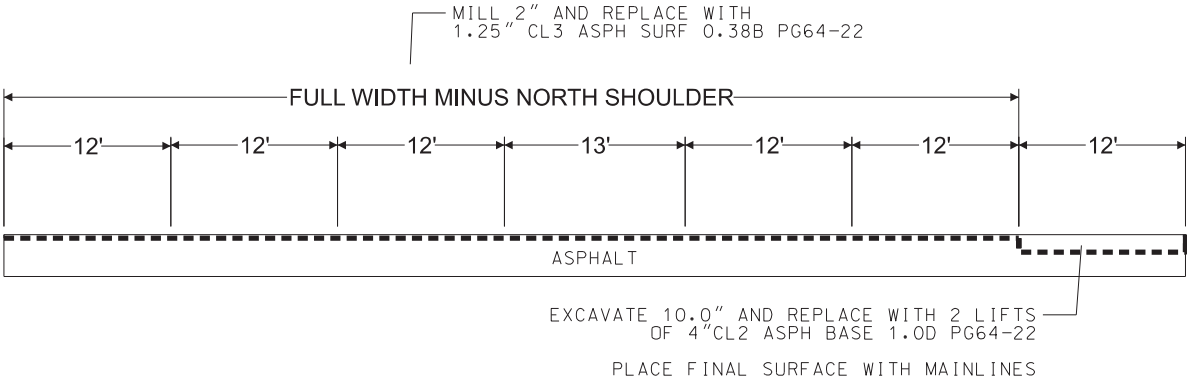 MILL 2" AND REPLACE WITH
1.25" CL3 ASPH SURF 0.38B PG64-22
FULL WIDTH MINUS NORTH SHOULDER
12' 12' 12' 13' 12' 12' 12'
ASPHALT
EXCAVATE 10.0" AND REPLACE WITH 2 LIFTS
OF 4"CL2 ASPH BASE 1.0D PG64-22
PLACE FINAL SURFACE WITH MAINLINES